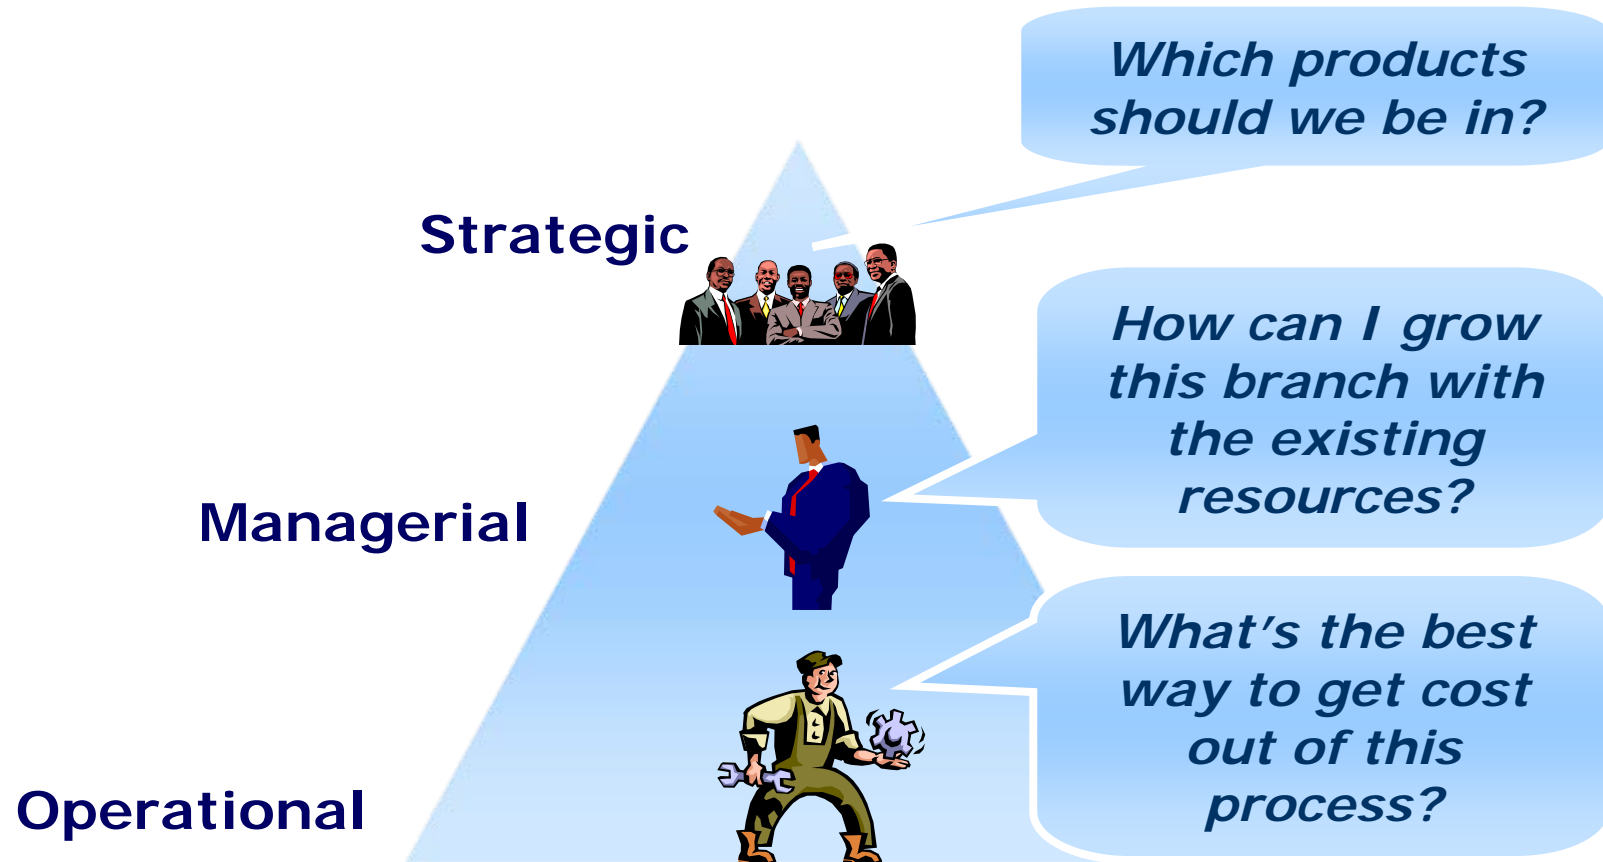 Which products
should we be in?
Strategic
How can I grow
this branch with
the existing
resources?
Managerial
What's the best
way to get cost
out of this
process?
Operational